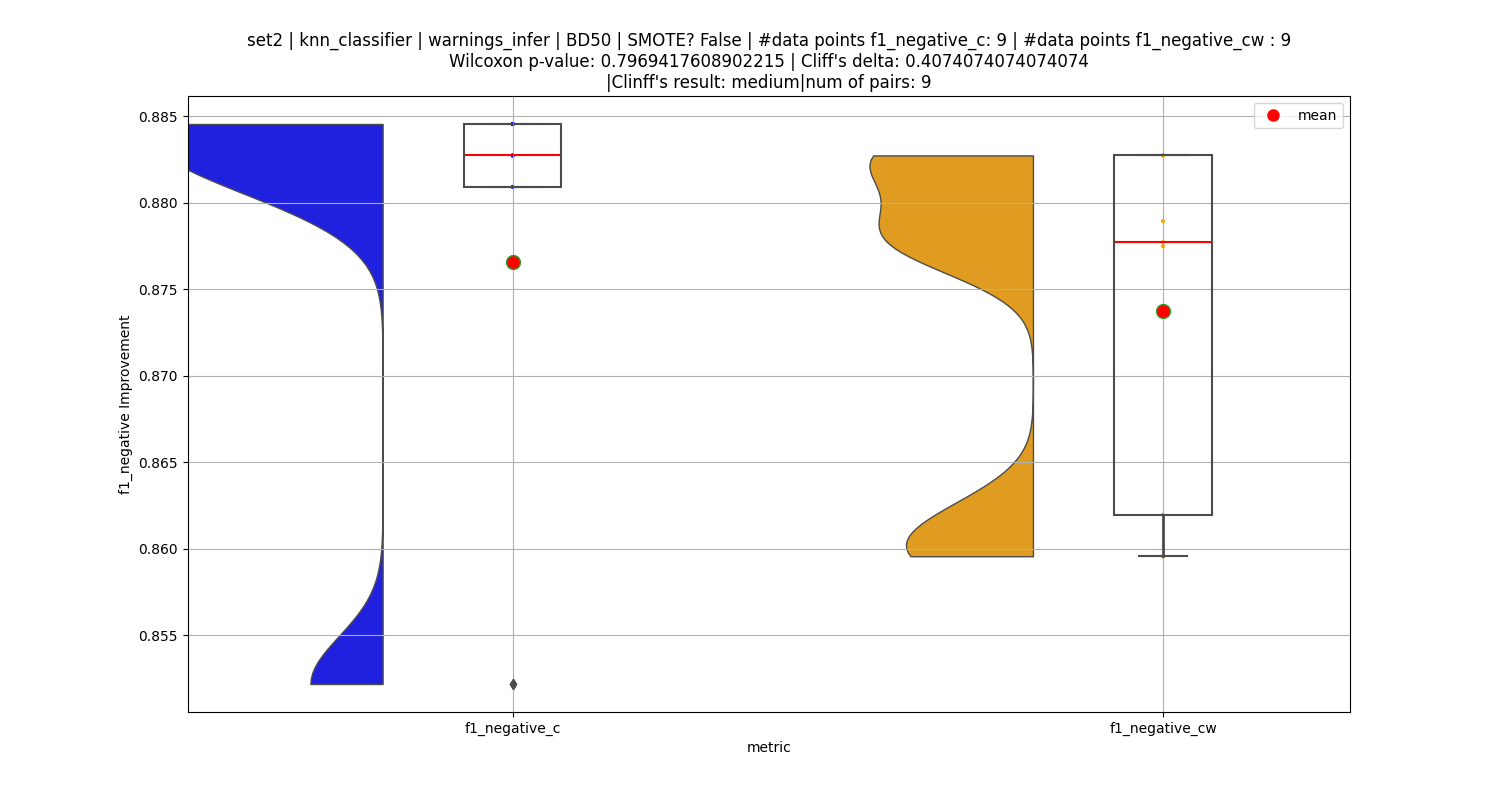 set2 | knn_classifier | warnings_infer | BD50 | SMOTE? False | #data points f1_negative_c: 9 | #data points f1_negative_cw : 9
Wilcoxon p-value: 0.7969417608902215 | Cliff's delta: 0.4074074074074074
|Clinff's result: medium|num of pairs: 9
mean
0.885
0.880
0.875
0.870
0.865
0.860
0.855
f1_negative Improvement
f1_negative_c
f1_negative_cw
metric